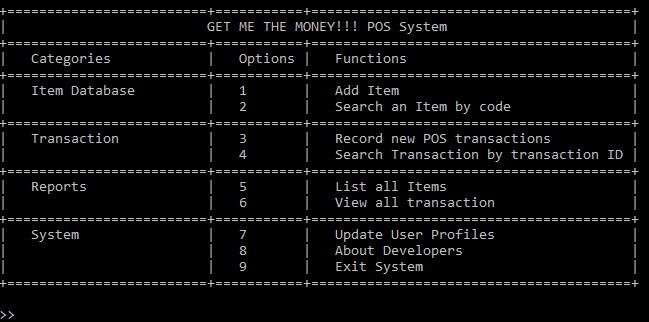 GET ME THE MONEY!!! POS System
Categories | Options | Functions
Item Database | 1 | Add Item
2 | Search an Item by code
Transaction | 3 | Record new POS transactions
4 | Search Transaction by transaction ID
Reports | 5 | List all Items
6 | View all transaction
System | 7 | Update User Profiles
8 | About Developers
9 | Exit System
>>